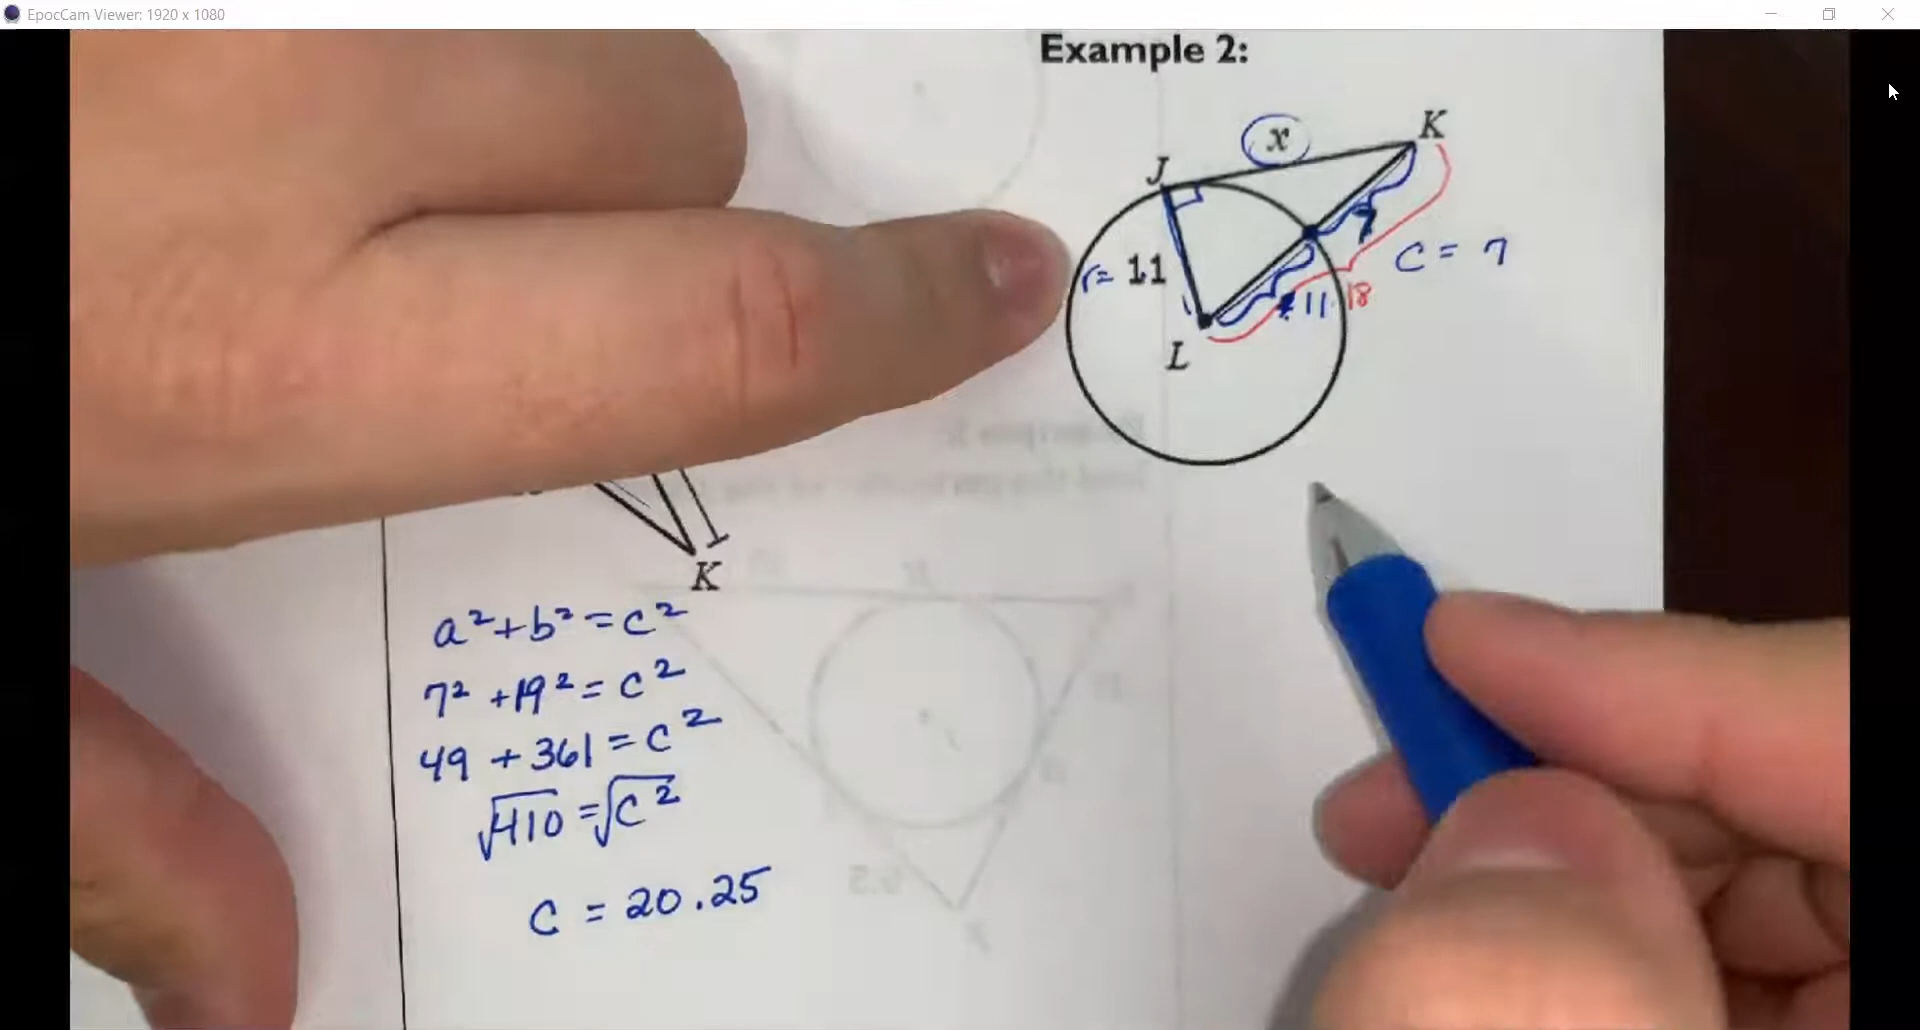 EpocCam Viewer: 1920 x 1080
Example 2:
K
x
J
7
C = 7
r= 11
11 18
L
K
a² + b² = c²
7² + 19² = c²
49 + 361 = c²
√410 = √c²
C = 20.25